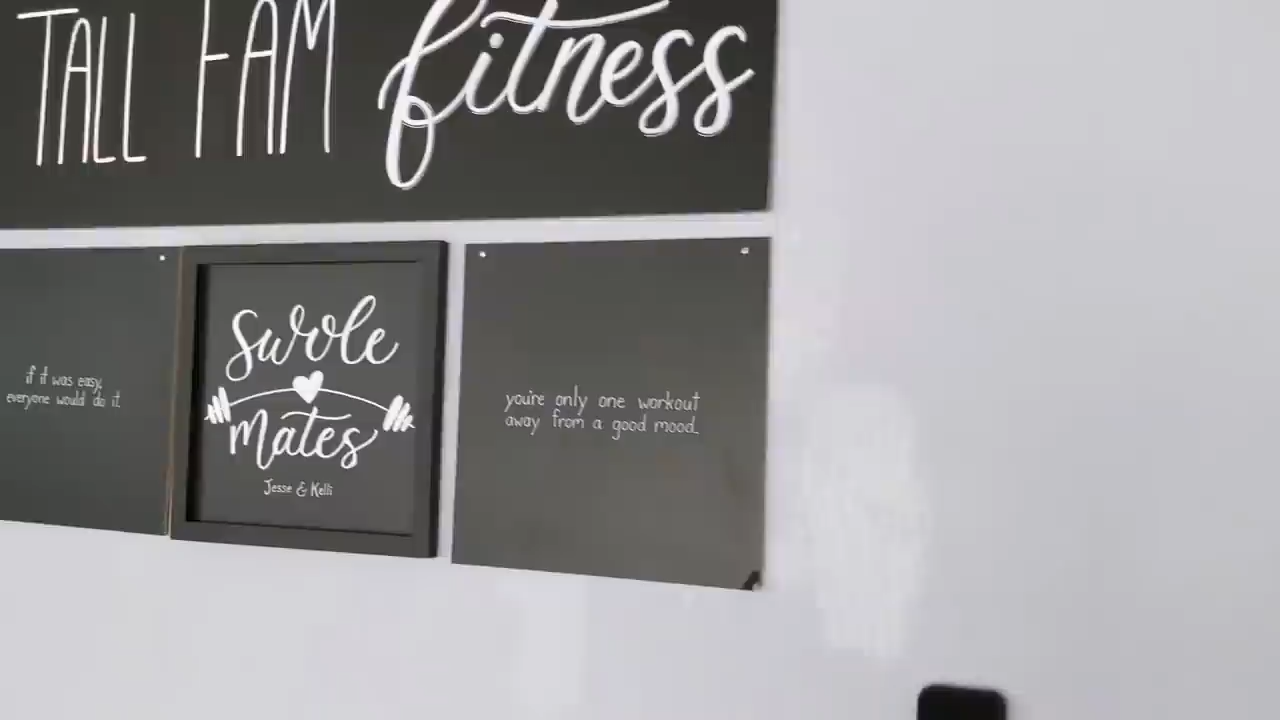 TALL FAM fitness
if it was easy,
everyone would do it.
swole
mates
Jesse & Kelli
you're only one workout
away from a good mood.